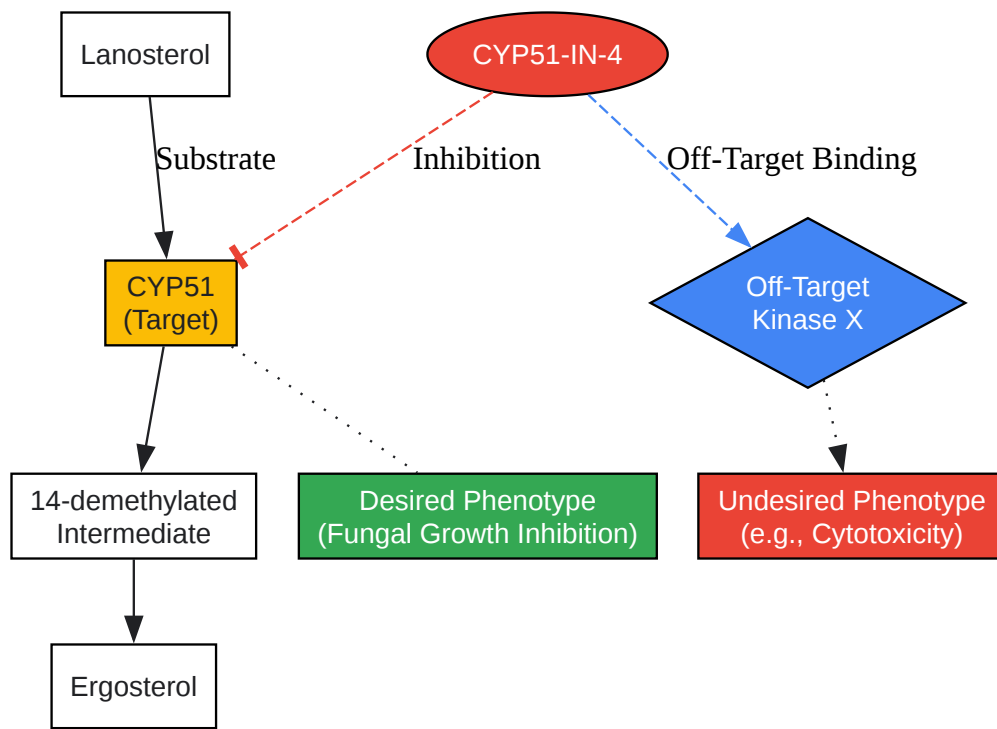 Lanosterol
CYP51-IN-4
Substrate
Inhibition
Off-Target Binding
CYP51
(Target)
Off-Target
Kinase X
14-demethylated
Intermediate
Desired Phenotype
(Fungal Growth Inhibition)
Undesired Phenotype
(e.g., Cytotoxicity)
Ergosterol